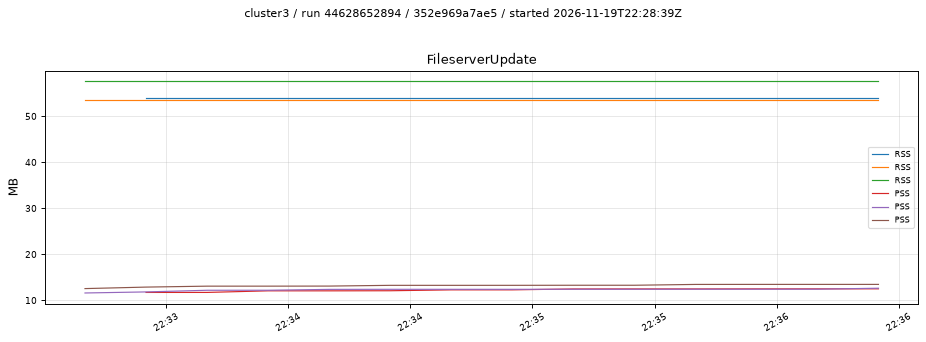 cluster3 / run 44628652894 / 352e969a7ae5 / started 2026-11-19T22:28:39Z
FileserverUpdate
MB
50
40
30
20
10
RSS
RSS
RSS
PSS
PSS
PSS
22:33
22:34
22:34
22:35
22:35
22:36
22:36